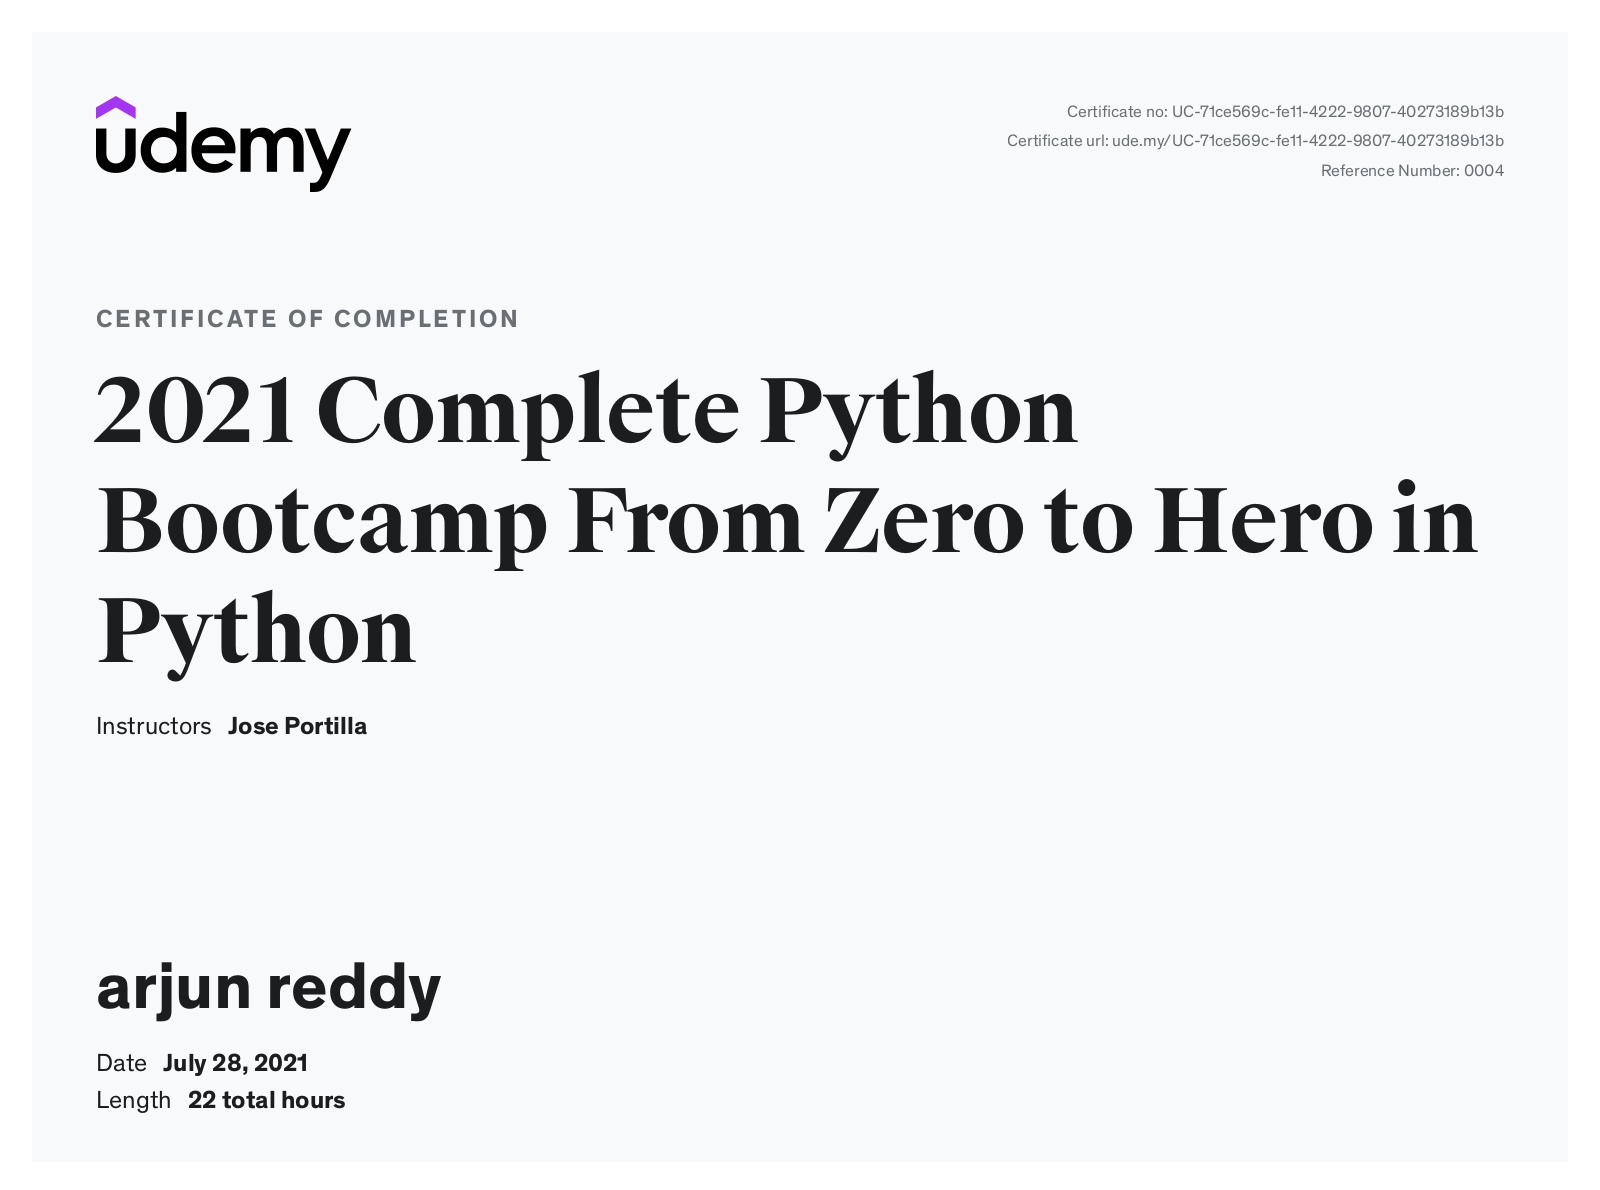 udemy
Certificate no: UC-71ce569c-fe11-4222-9807-40273189b13b
Certificate url: ude.my/UC-71ce569c-fe11-4222-9807-40273189b13b
Reference Number: 0004
CERTIFICATE OF COMPLETION
2021 Complete Python
Bootcamp From Zero to Hero in
Python
Instructors Jose Portilla
arjun reddy
Date July 28, 2021
Length 22 total hours